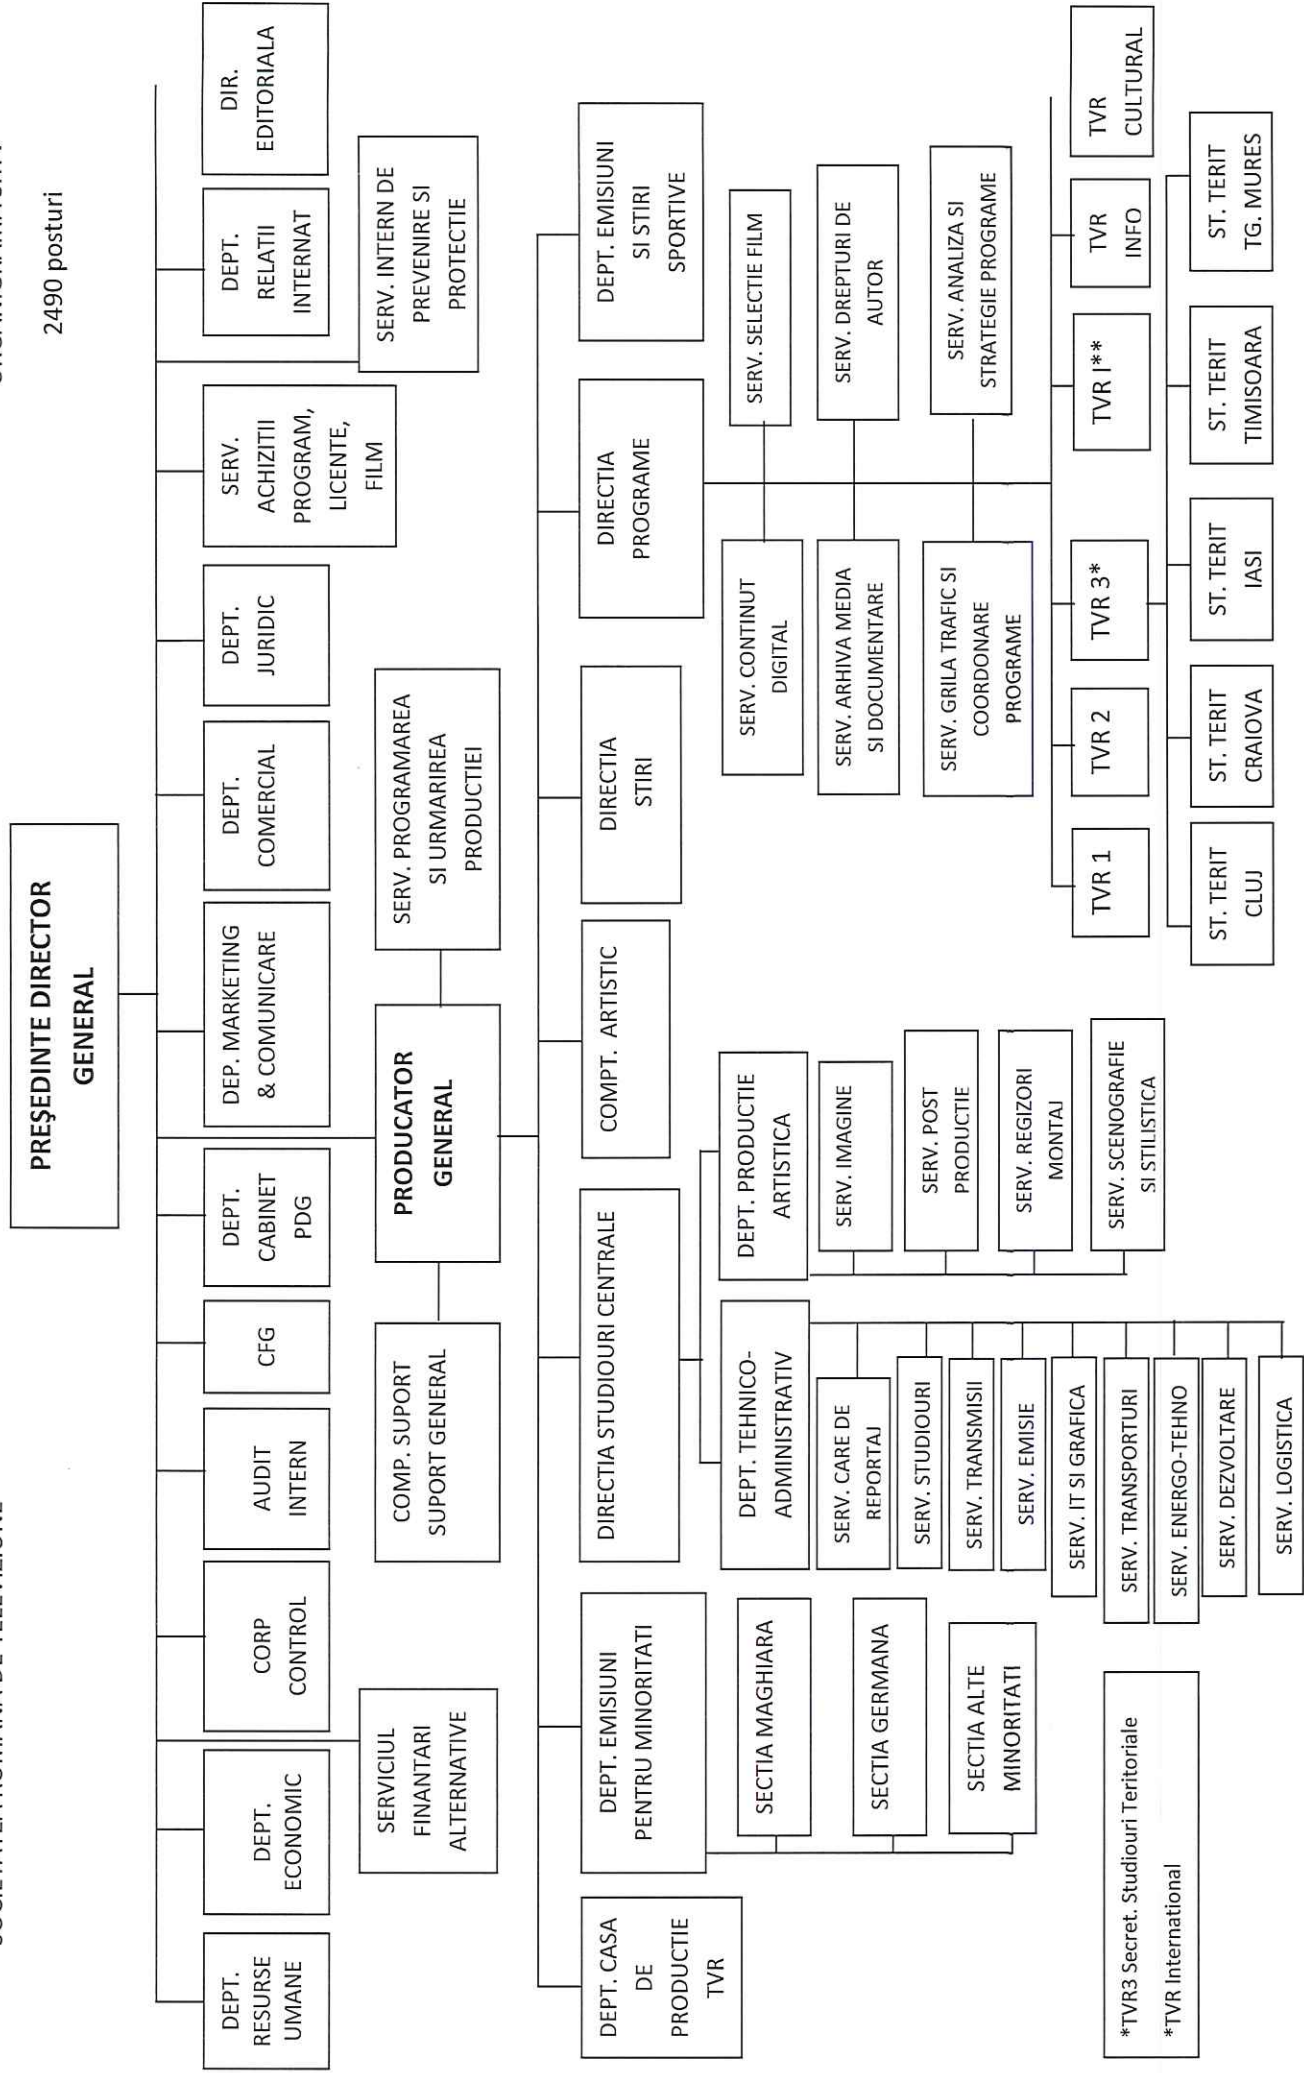 2490 posturi
PREŞEDINTE DIRECTOR
GENERAL
DEPT.
RESURSE
UMANE
DEPT.
ECONOMIC
CORP
CONTROL
AUDIT
INTERN
CFG
DEPT.
CABINET
PDG
DEP. MARKETING
& COMUNICARE
DEPT.
COMERCIAL
DEPT.
JURIDIC
SERV.
ACHIZITII
PROGRAM,
LICENTE,
FILM
DEPT.
RELATII
INTERNAT
DIR.
EDITORIALA
SERVICIUL
FINANTARI
ALTERNATIVE
COMP. SUPORT
SUPORT GENERAL
PRODUCATOR
GENERAL
SERV. PROGRAMAREA
SI URMARIREA
PRODUCTIEI
SERV. INTERN DE
PREVENIRE SI
PROTECTIE
DEPT. CASA
DE
PRODUCTIE
TVR
DEPT. EMISIUNI
PENTRU MINORITATI
DIRECTIA STUDIOURI CENTRALE
COMPT. ARTISTIC
DIRECTIA
STIRI
DIRECTIA
PROGRAME
DEPT. EMISIUNI
SI STIRI
SPORTIVE
SECTIA MAGHIARA
SECTIA GERMANA
SECTIA ALTE
MINORITATI
DEPT. TEHNICO-
ADMINISTRATIV
SERV. CARE DE
REPORTAJ
SERV. STUDIOURI
SERV. TRANSMISII
SERV. EMISIE
SERV. IT SI GRAFICA
SERV. TRANSPORTURI
SERV. ENERGO-TEHNO
SERV. DEZVOLTARE
SERV. LOGISTICA
DEPT. PRODUCTIE
ARTISTICA
SERV. IMAGINE
SERV. POST
PRODUCTIE
SERV. REGIZORI
MONTAJ
SERV. SCENOGRAFIE
SI STILISTICA
SERV. CONTINUT
DIGITAL
SERV. SELECTIE FILM
SERV. ARHIVA MEDIA
SI DOCUMENTARE
SERV. DREPTURI DE
AUTOR
SERV. GRILA TRAFIC SI
COORDONARE
PROGRAME
SERV. ANALIZA SI
STRATEGIE PROGRAME
TVR 1
TVR 2
TVR 3*
TVR I**
TVR
INFO
TVR
CULTURAL
ST. TERIT
CLUJ
ST. TERIT
CRAIOVA
ST. TERIT
IASI
ST. TERIT
TIMISOARA
ST. TERIT
TG. MURES
*TVR3 Secret. Studiouri Teritoriale
*TVR International